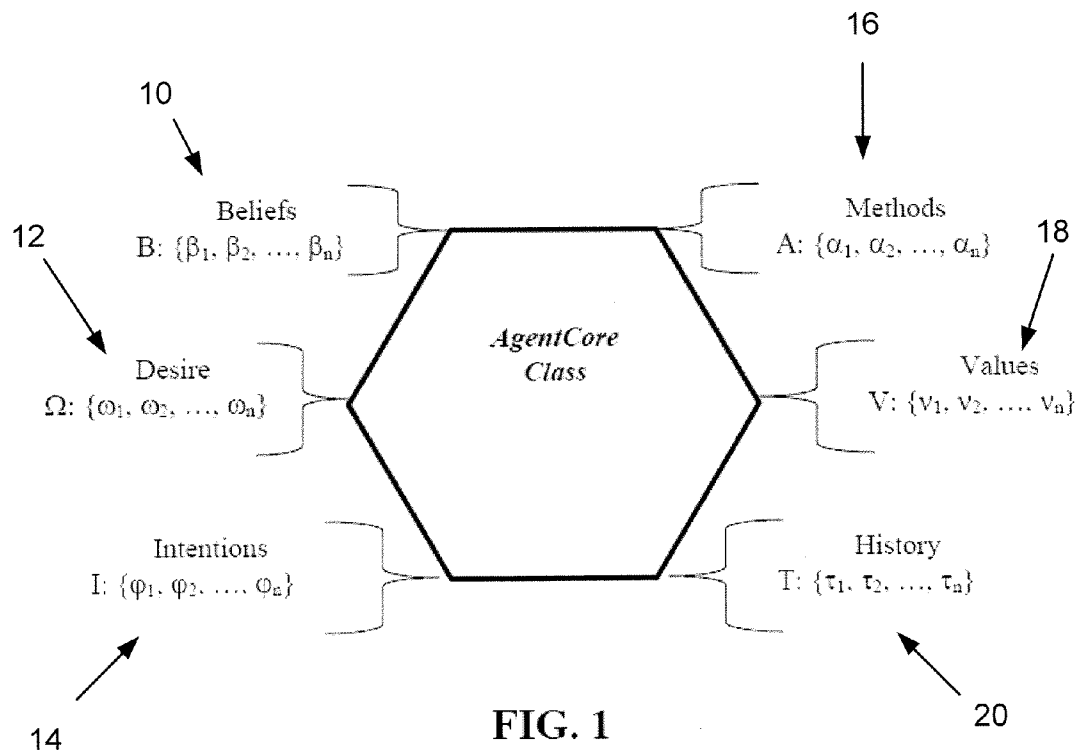 16
10
Beliefs
B: {β₁, β₂, …, βₙ}
Methods
A: {α₁, α₂, …, αₙ}
12
18
AgentCore
Class
Desire
Ω: {ω₁, ω₂, …, ωₙ}
Values
V: {ν₁, ν₂, …, νₙ}
Intentions
I: {φ₁, φ₂, …, φₙ}
History
T: {τ₁, τ₂, …, τₙ}
14
FIG. 1
20